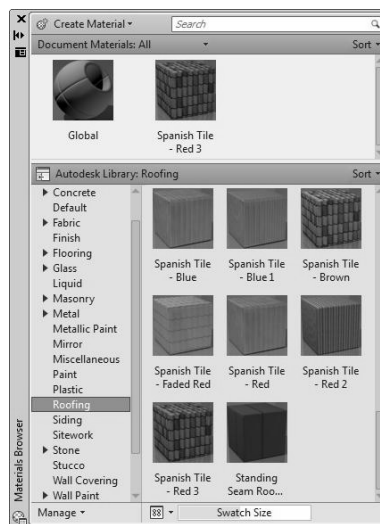 Create Material
Search
Document Materials: All
Sort
Global
Spanish Tile
- Red 3
Autodesk Library: Roofing
Sort
Concrete
Default
Fabric
Finish
Flooring
Glass
Liquid
Masonry
Metal
Metallic Paint
Mirror
Miscellaneous
Paint
Plastic
Roofing
Siding
Sitework
Stone
Stucco
Wall Covering
Wall Paint
Spanish Tile
- Blue
Spanish Tile
- Blue 1
Spanish Tile
- Brown
Spanish Tile
- Faded Red
Spanish Tile
- Red
Spanish Tile
- Red 2
Spanish Tile
- Red 3
Standing
Seam Roo...
Manage
Swatch Size
Materials Browser